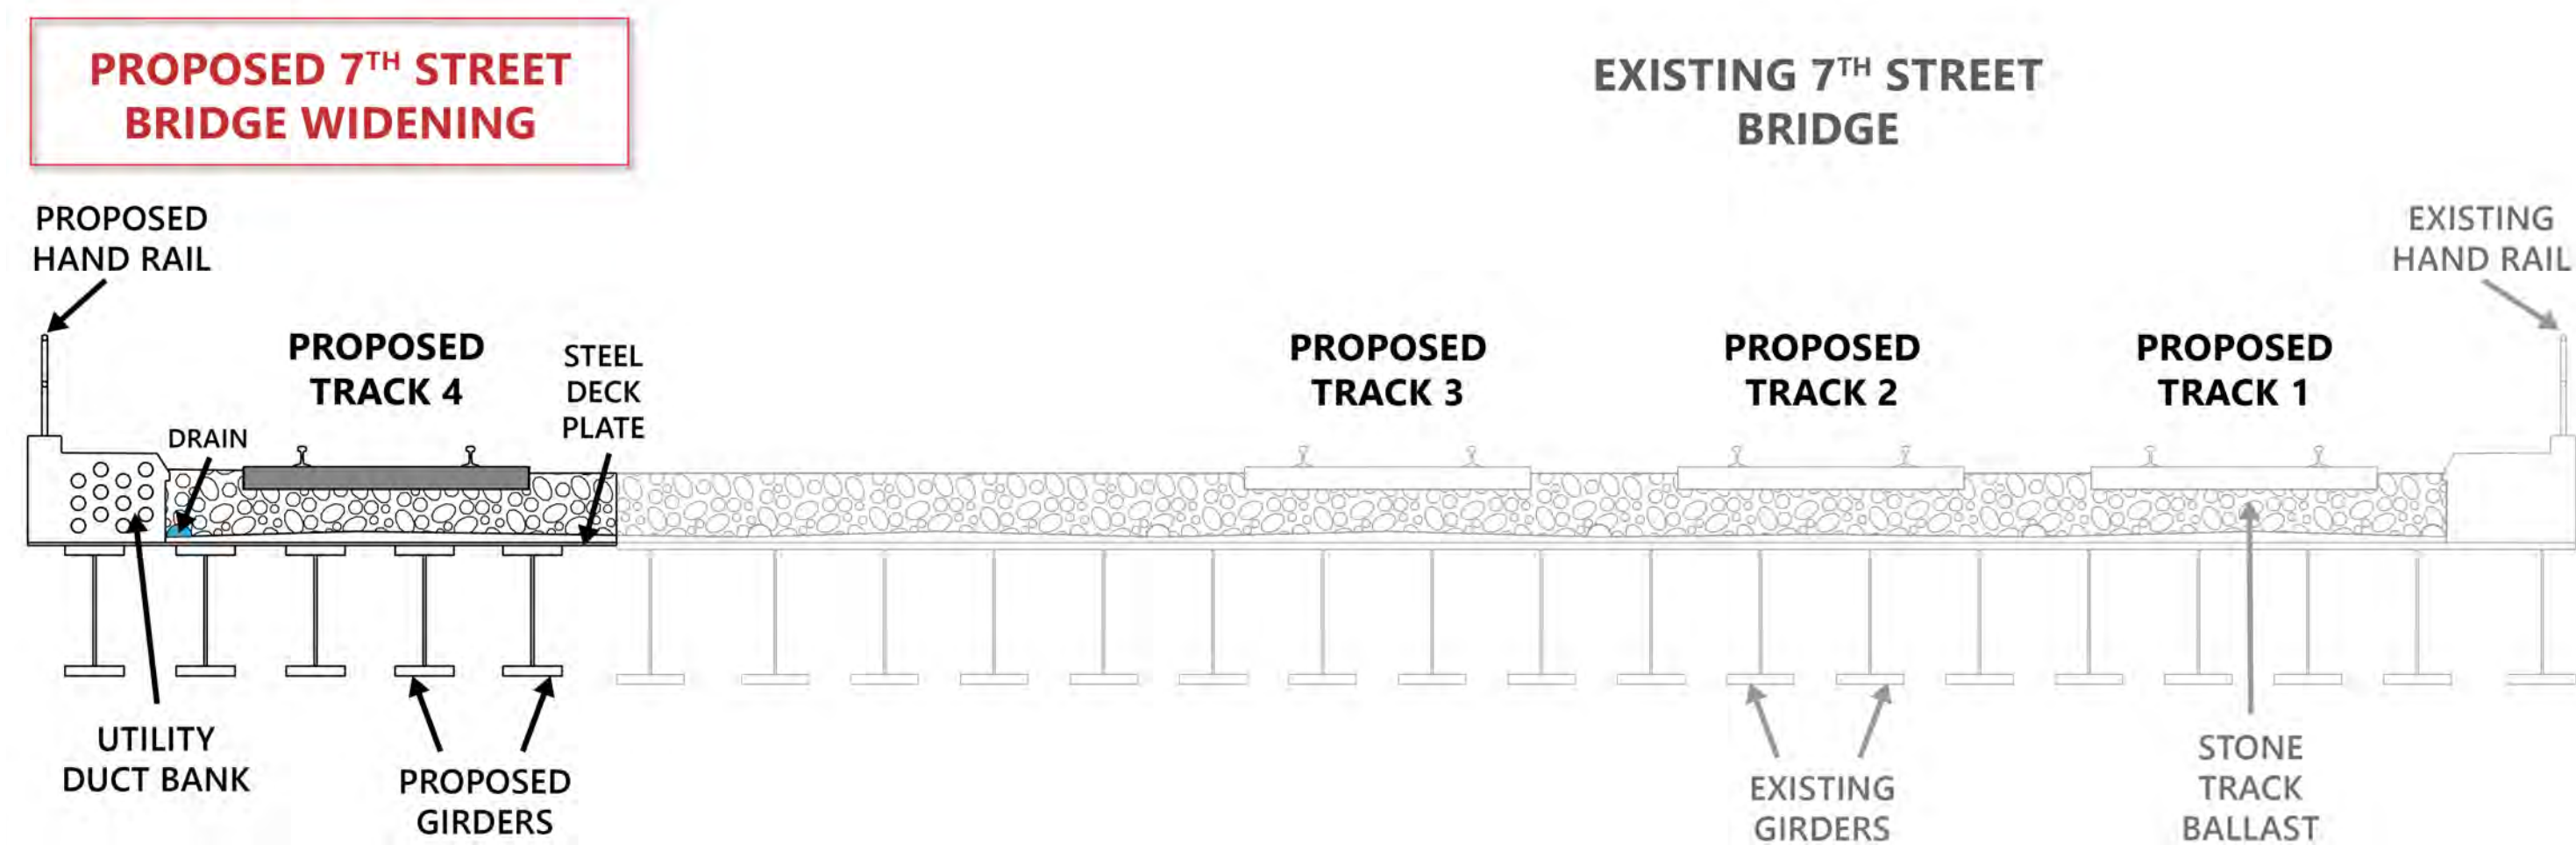 PROPOSED 7TH STREET
BRIDGE WIDENING
EXISTING 7TH STREET
BRIDGE
PROPOSED
HAND RAIL
EXISTING
HAND RAIL
PROPOSED
TRACK 4
STEEL
DECK
PLATE
PROPOSED
TRACK 3
PROPOSED
TRACK 2
PROPOSED
TRACK 1
DRAIN
UTILITY
DUCT BANK
PROPOSED
GIRDERS
EXISTING
GIRDERS
STONE
TRACK
BALLAST